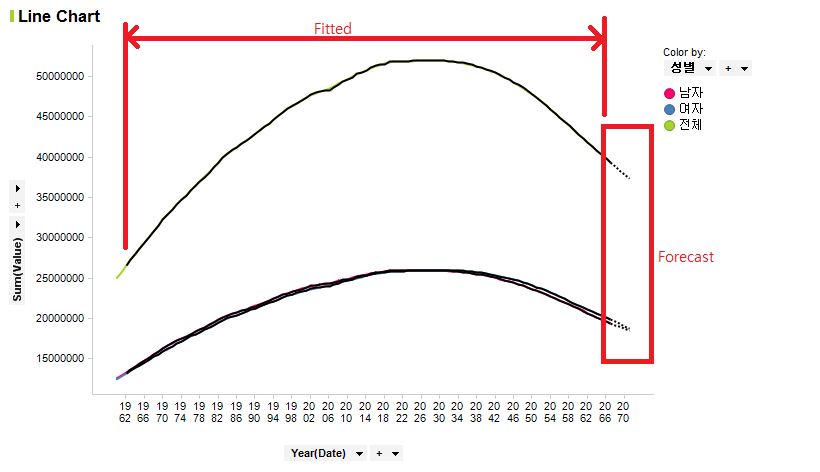 Line Chart
Fitted
Color by:
성별 +
남자
여자
전체
50000000
45000000
40000000
35000000
30000000
25000000
20000000
15000000
+
Sum(Value)
Forecast
19 19 19 19 19 19 19 19 19 19 20 20 20 20 20 20 20 20 20 20 20 20 20 20 20 20 20 20
62 66 70 74 78 82 86 90 94 98 02 06 10 14 18 22 26 30 34 38 42 46 50 54 58 62 66 70
Year(Date) +